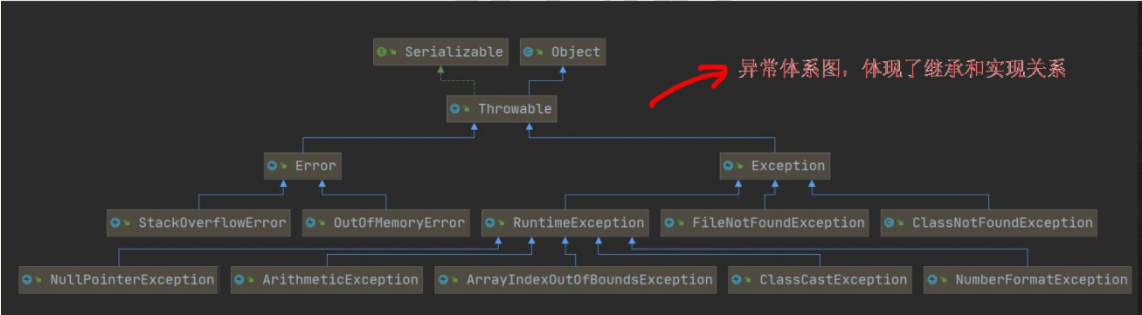 Serializable
Object
异常体系图，体现了继承和实现关系
Throwable
Error
Exception
StackOverflowError
OutOfMemoryError
RuntimeException
FileNotFoundException
ClassNotFoundException
NullPointerException
ArithmeticException
ArrayIndexOutOfBoundsException
ClassCastException
NumberFormatException